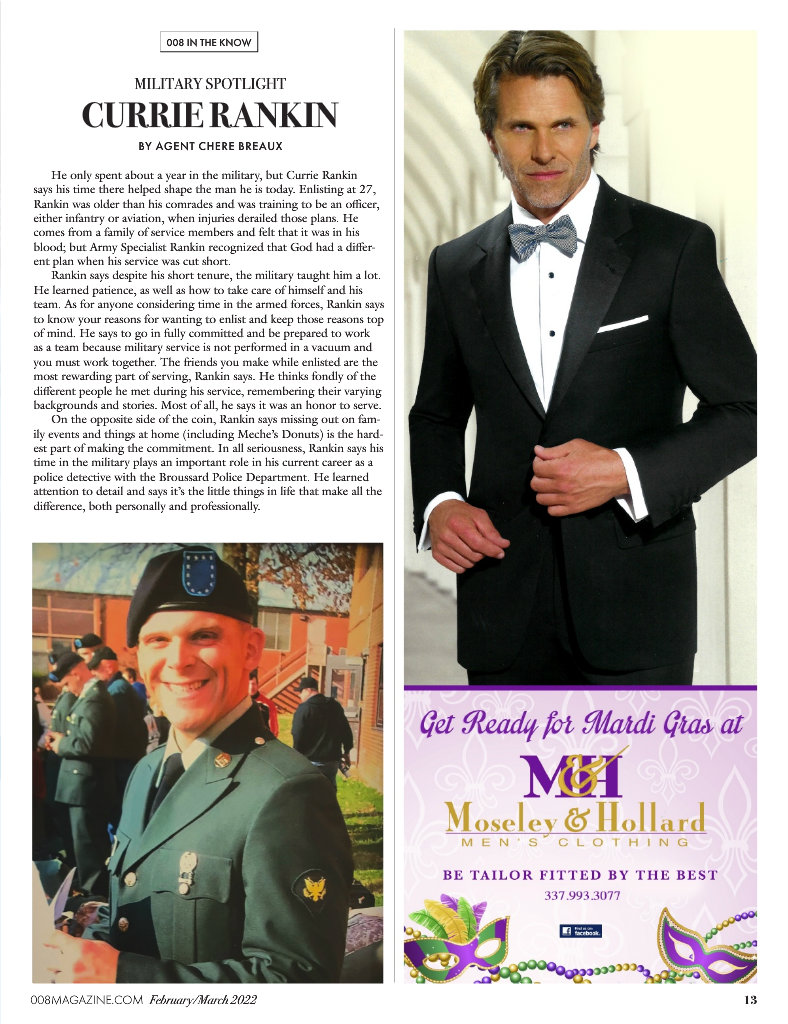 008 IN THE KNOW
MILITARY SPOTLIGHT
CURRIE RANKIN
BY AGENT CHERE BREAUX
He only spent about a year in the military, but Currie Rankin
says his time there helped shape the man he is today. Enlisting at 27,
Rankin was older than his comrades and was training to be an officer,
either infantry or aviation, when injuries derailed those plans. He
comes from a family of service members and felt that it was in his
blood; but Army Specialist Rankin recognized that God had a differ-
ent plan when his service was cut short.
Rankin says despite his short tenure, the military taught him a lot.
He learned patience, as well as how to take care of himself and his
team. As for anyone considering time in the armed forces, Rankin says
to know your reasons for wanting to enlist and keep those reasons top
of mind. He says to go in fully committed and be prepared to work
as a team because military service is not performed in a vacuum and
you must work together. The friends you make while enlisted are the
most rewarding part of serving, Rankin says. He thinks fondly of the
different people he met during his service, remembering their varying
backgrounds and stories. Most of all, he says it was an honor to serve.
On the opposite side of the coin, Rankin says missing out on fam-
ily events and things at home (including Meche's Donuts) is the hard-
est part of making the commitment. In all seriousness, Rankin says his
time in the military plays an important role in his current career as a
police detective with the Broussard Police Department. He learned
attention to detail and says it's the little things in life that make all the
difference, both personally and professionally.
Get Ready for Mardi Gras at
M&H
Moseley & Hollard
MEN'S CLOTHING
BE TAILOR FITTED BY THE BEST
337.993.3077
Find us on
facebook.
008MAGAZINE.COM February/March 2022
13